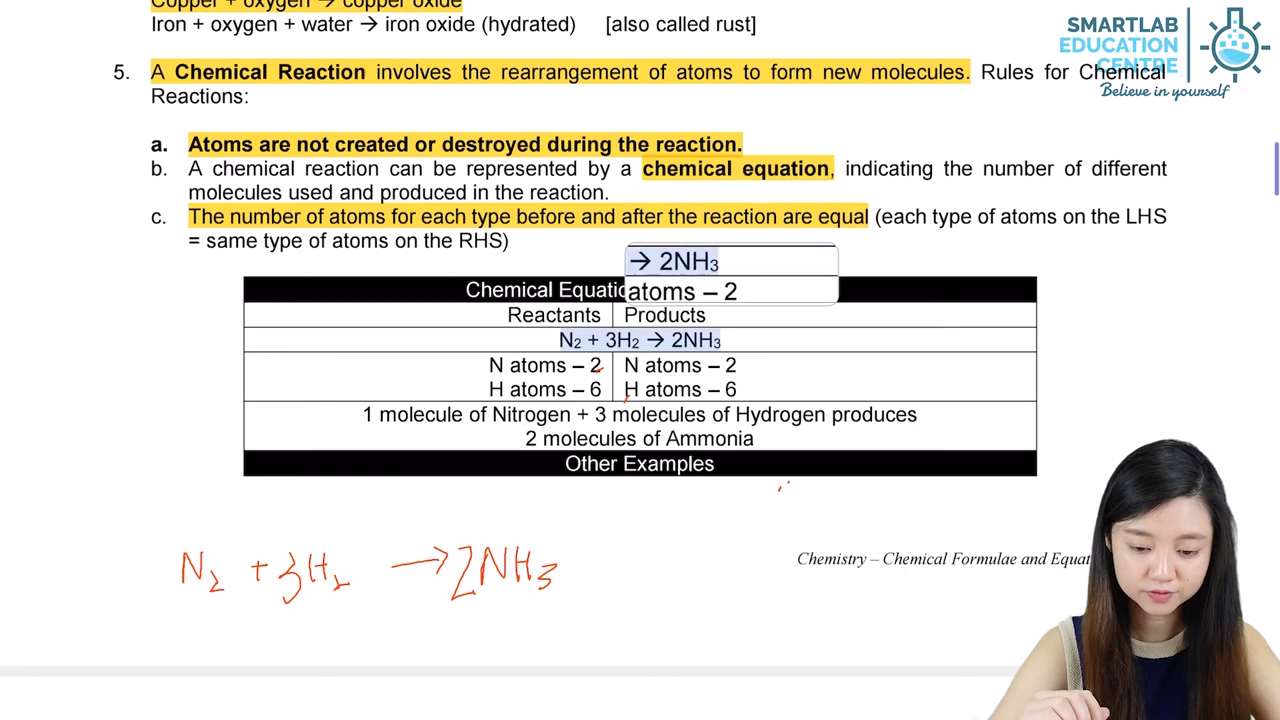 Copper + oxygen → copper oxide
Iron + oxygen + water → iron oxide (hydrated) [also called rust]
SMARTLAB
EDUCATION
CENTRE
Believe in yourself
5. A Chemical Reaction involves the rearrangement of atoms to form new molecules. Rules for Chemical
Reactions:
a. Atoms are not created or destroyed during the reaction.
b. A chemical reaction can be represented by a chemical equation, indicating the number of different
molecules used and produced in the reaction.
c. The number of atoms for each type before and after the reaction are equal (each type of atoms on the LHS
= same type of atoms on the RHS)
→ 2NH₃
atoms – 2
Chemical Equatio
Reactants Products
N₂ + 3H₂ → 2NH₃
N atoms – 2 N atoms – 2
H atoms – 6 H atoms – 6
1 molecule of Nitrogen + 3 molecules of Hydrogen produces
2 molecules of Ammonia
Other Examples
N₂ + 3H₂ → 2NH₃
Chemistry – Chemical Formulae and Equat